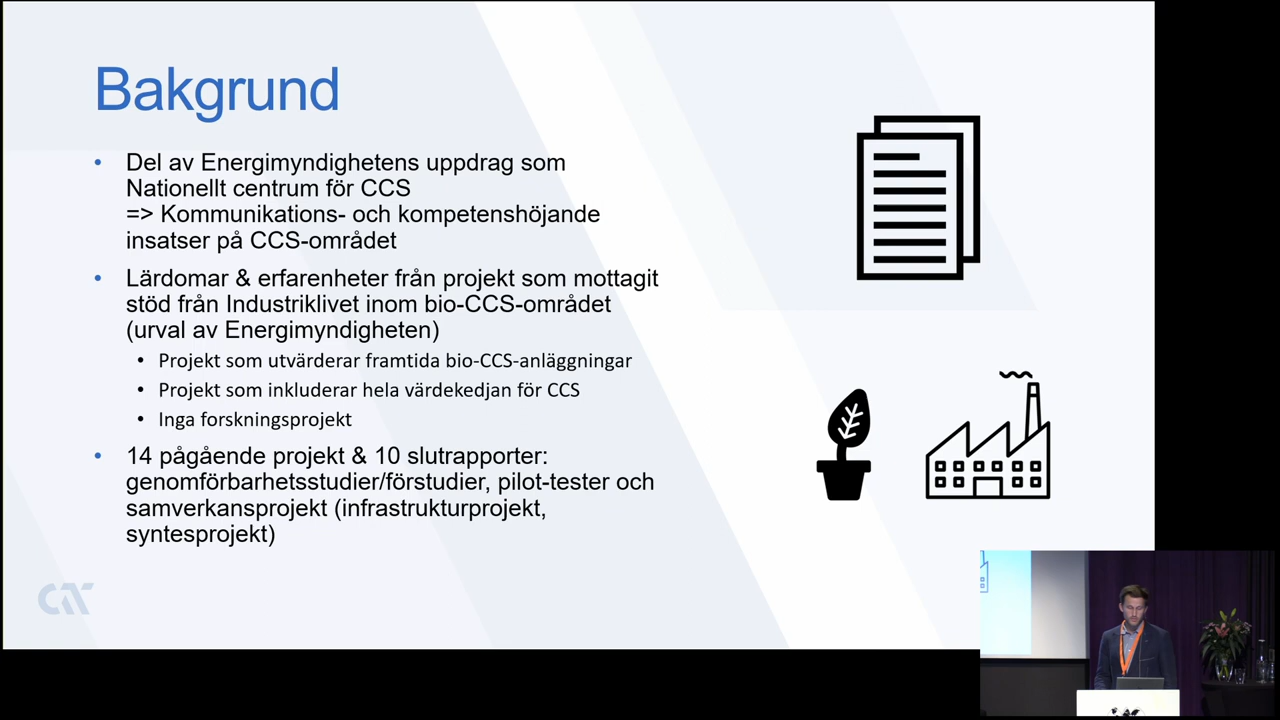 Bakgrund
• Del av Energimyndighetens uppdrag som
Nationellt centrum för CCS
=> Kommunikations- och kompetenshöjande
insatser på CCS-området
• Lärdomar & erfarenheter från projekt som mottagit
stöd från Industriklivet inom bio-CCS-området
(urval av Energimyndigheten)
• Projekt som utvärderar framtida bio-CCS-anläggningar
• Projekt som inkluderar hela värdekedjan för CCS
• Inga forskningsprojekt
• 14 pågående projekt & 10 slutrapporter:
genomförbarhetsstudier/förstudier, pilot-tester och
samverkansprojekt (infrastrukturprojekt,
syntesprojekt)